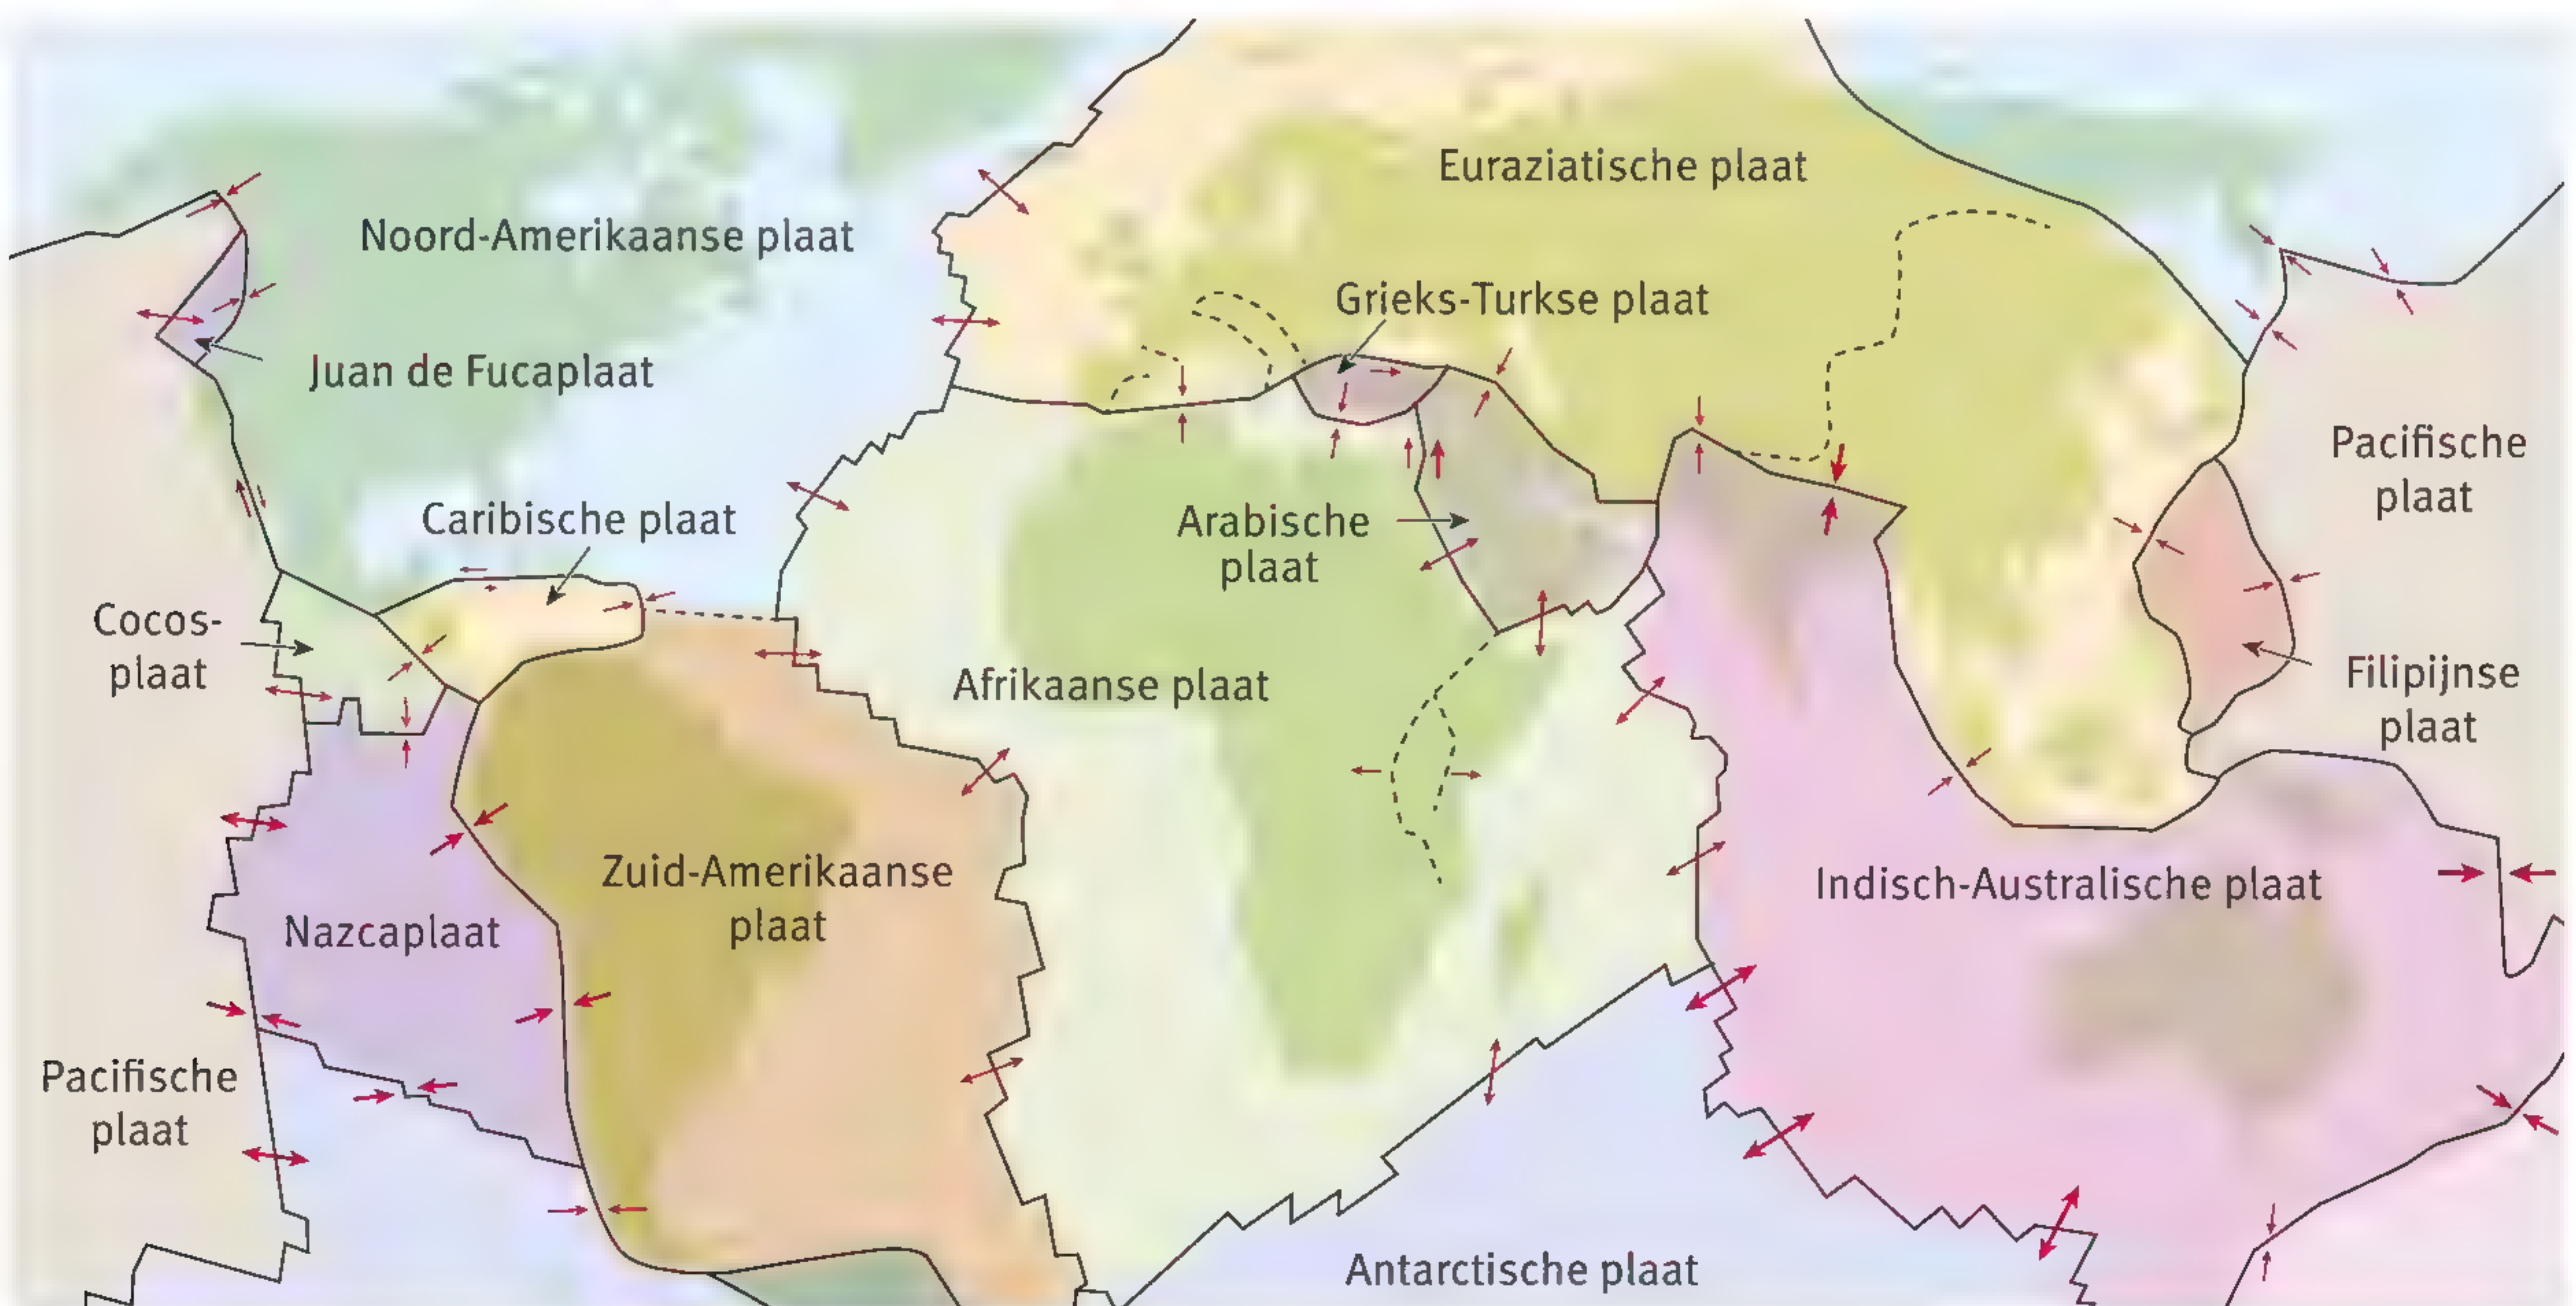 Euraziatische plaat
Noord-Amerikaanse plaat
Grieks-Turkse plaat
Juan de Fucaplaat
Pacifische
plaat
Caribische plaat
Arabische
plaat
Cocos-
plaat
Afrikaanse plaat
Filipijnse
plaat
Zuid-Amerikaanse
plaat
Indisch-Australische plaat
Nazcaplaat
Pacifische
plaat
Antarctische plaat